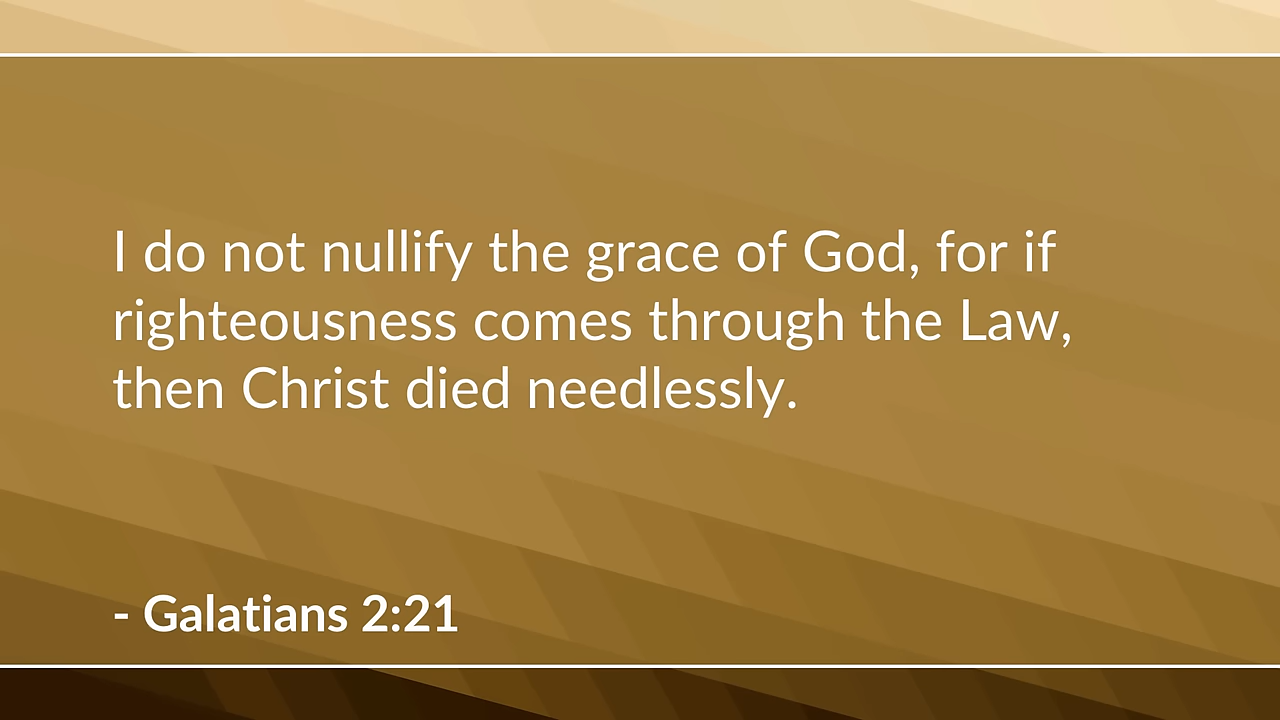 I do not nullify the grace of God, for if
righteousness comes through the Law,
then Christ died needlessly.
- Galatians 2:21